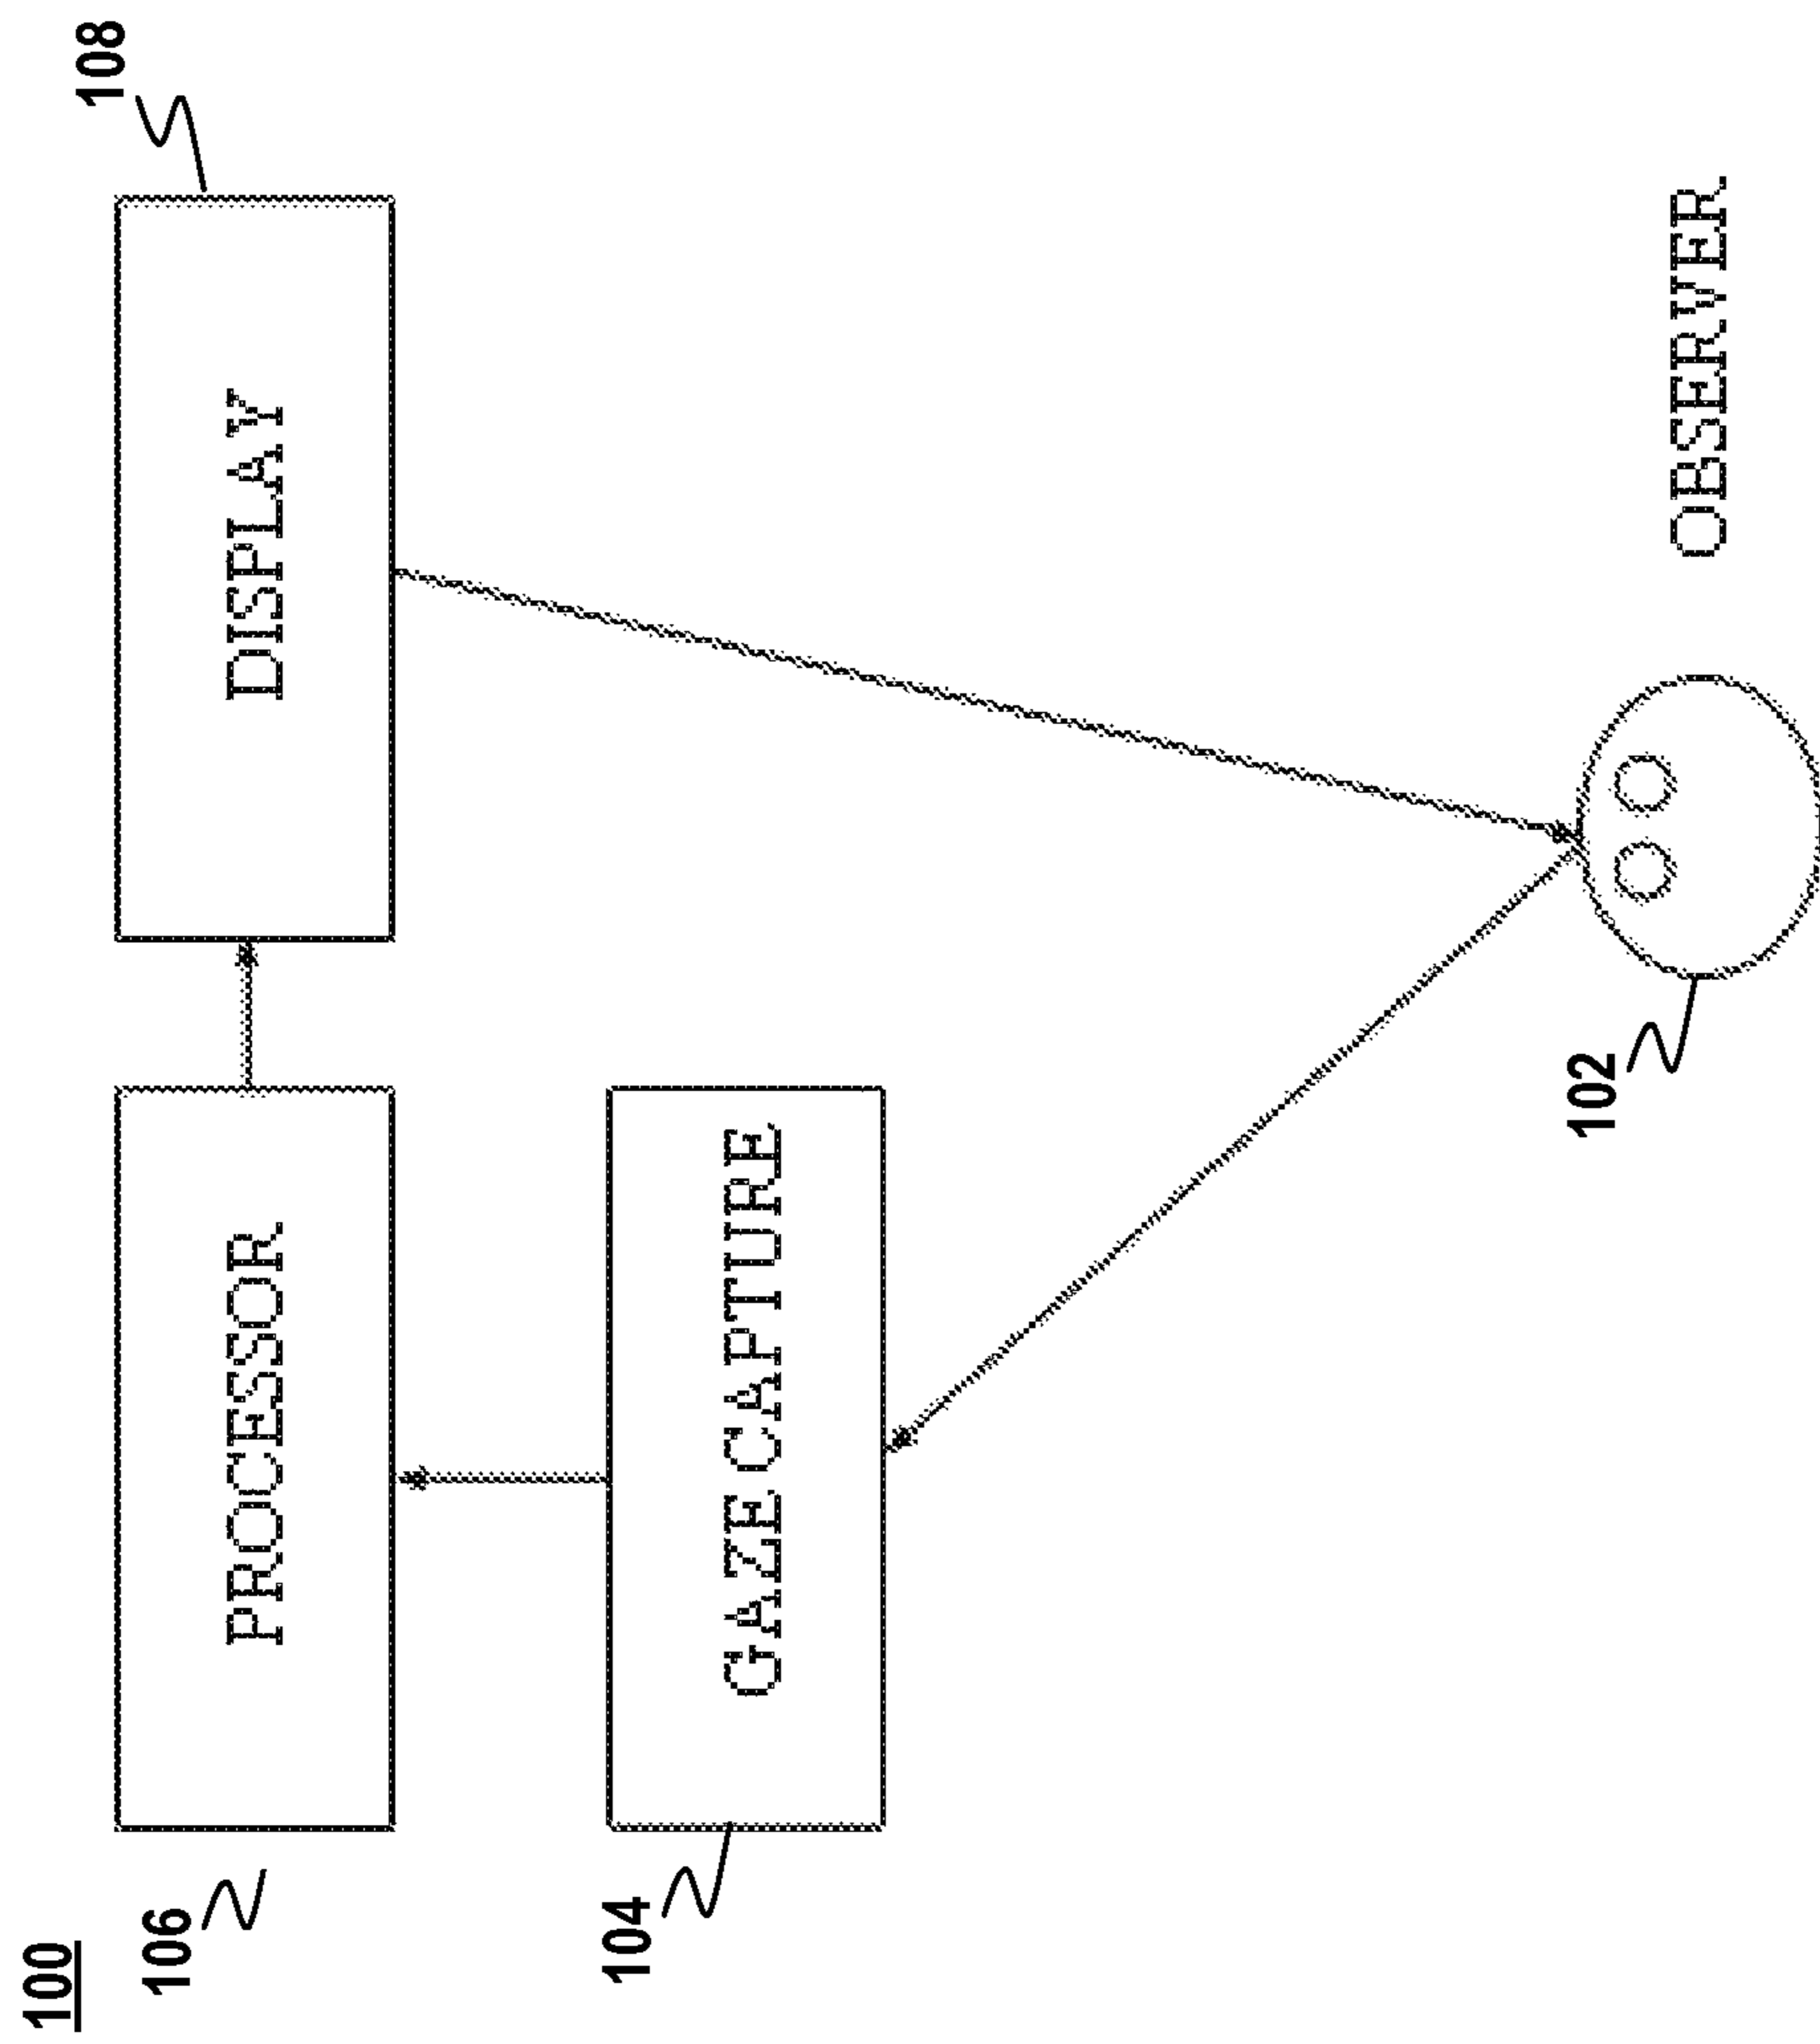 100
106
PROCESSOR
DISPLAY
108
104
GAZE CAPTURE
102
OBSERVER